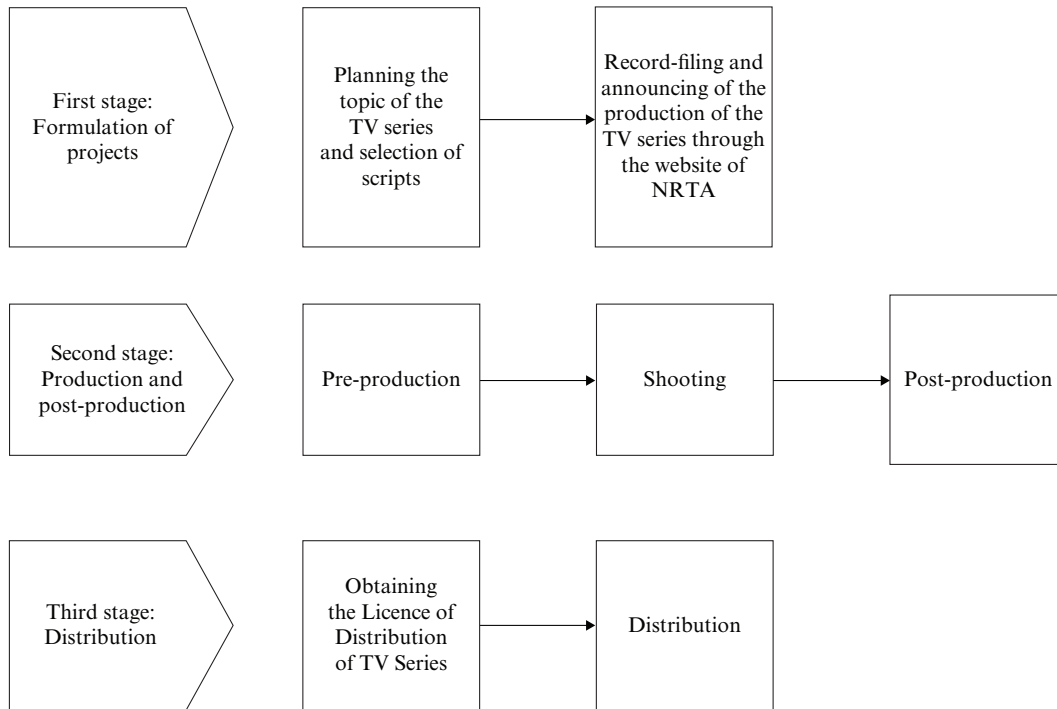 First stage:
Formulation of
projects
Planning the
topic of the
TV series
and selection of
scripts
Record-filing and
announcing of the
production of the
TV series through
the website of
NRTA
Second stage:
Production and
post-production
Pre-production
Shooting
Post-production
Third stage:
Distribution
Obtaining
the Licence of
Distribution
of TV Series
Distribution